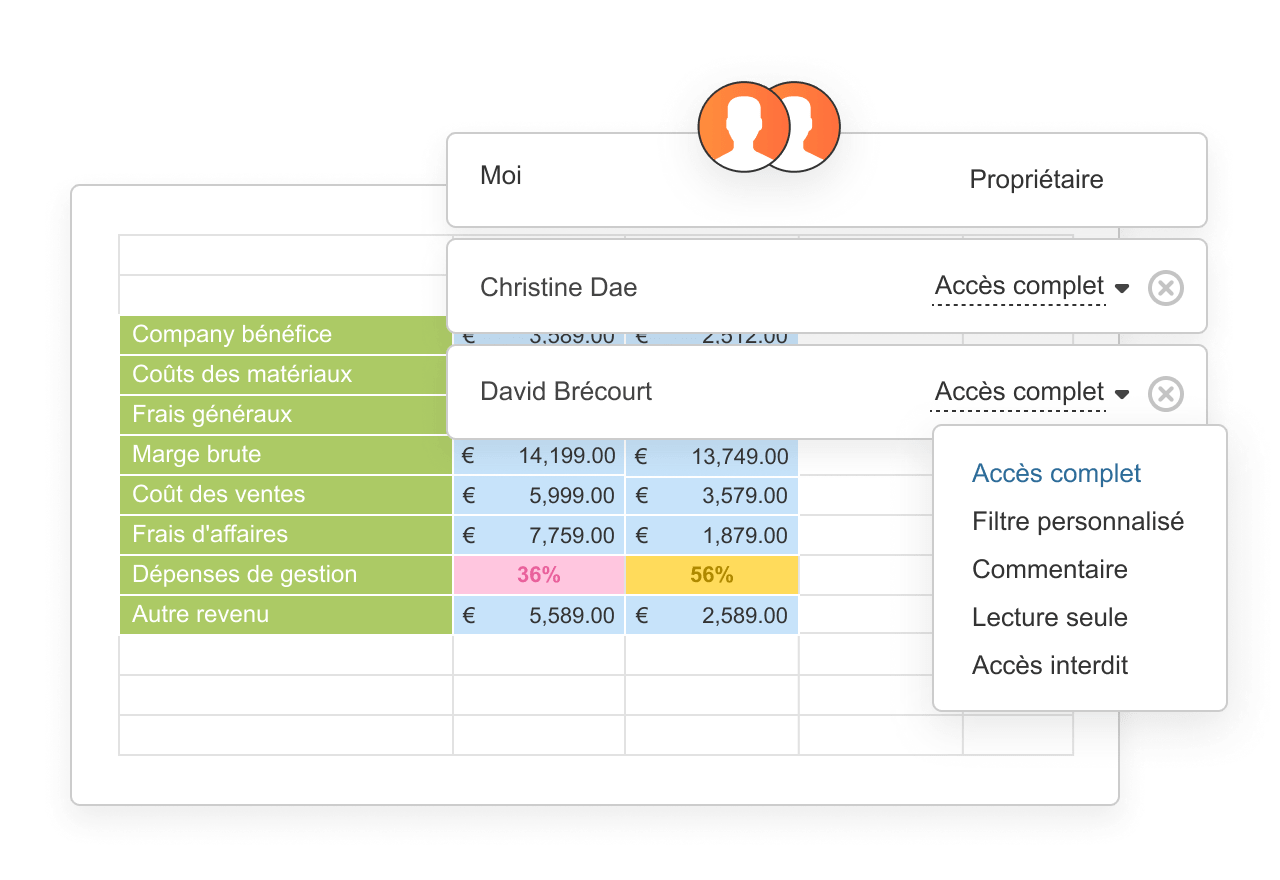 Moi Propriétaire
Christine Dae Accès complet
Company bénéfice € 3,589.00 € 2,512.00
Coûts des matériaux
David Brécourt Accès complet
Frais généraux
Marge brute € 14,199.00 € 13,749.00
Coût des ventes € 5,999.00 € 3,579.00
Frais d'affaires € 7,759.00 € 1,879.00
Dépenses de gestion 36% 56%
Autre revenu € 5,589.00 € 2,589.00
Accès complet
Filtre personnalisé
Commentaire
Lecture seule
Accès interdit